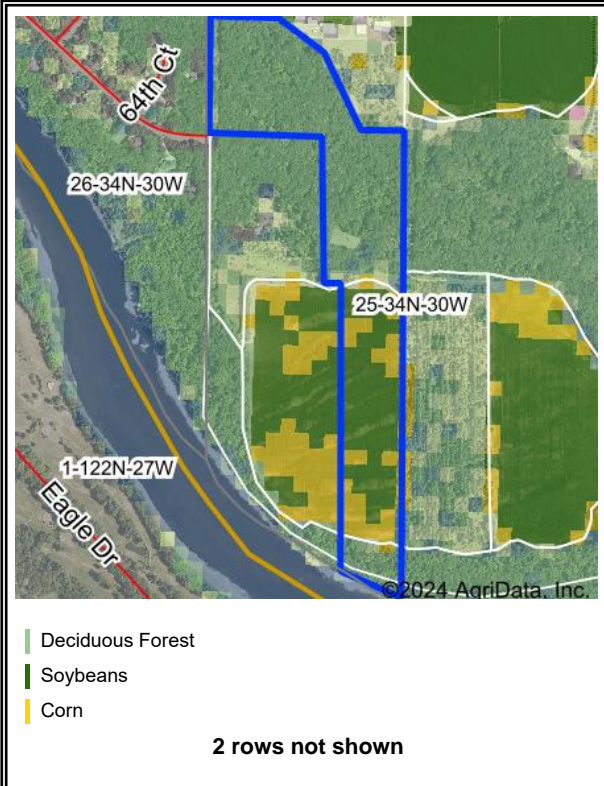 64th Ct
26-34N-30W
25-34N-30W
1-122N-27W
Eagle Dr
©2024 AgriData, Inc.
Deciduous Forest
Soybeans
Corn
2 rows not shown